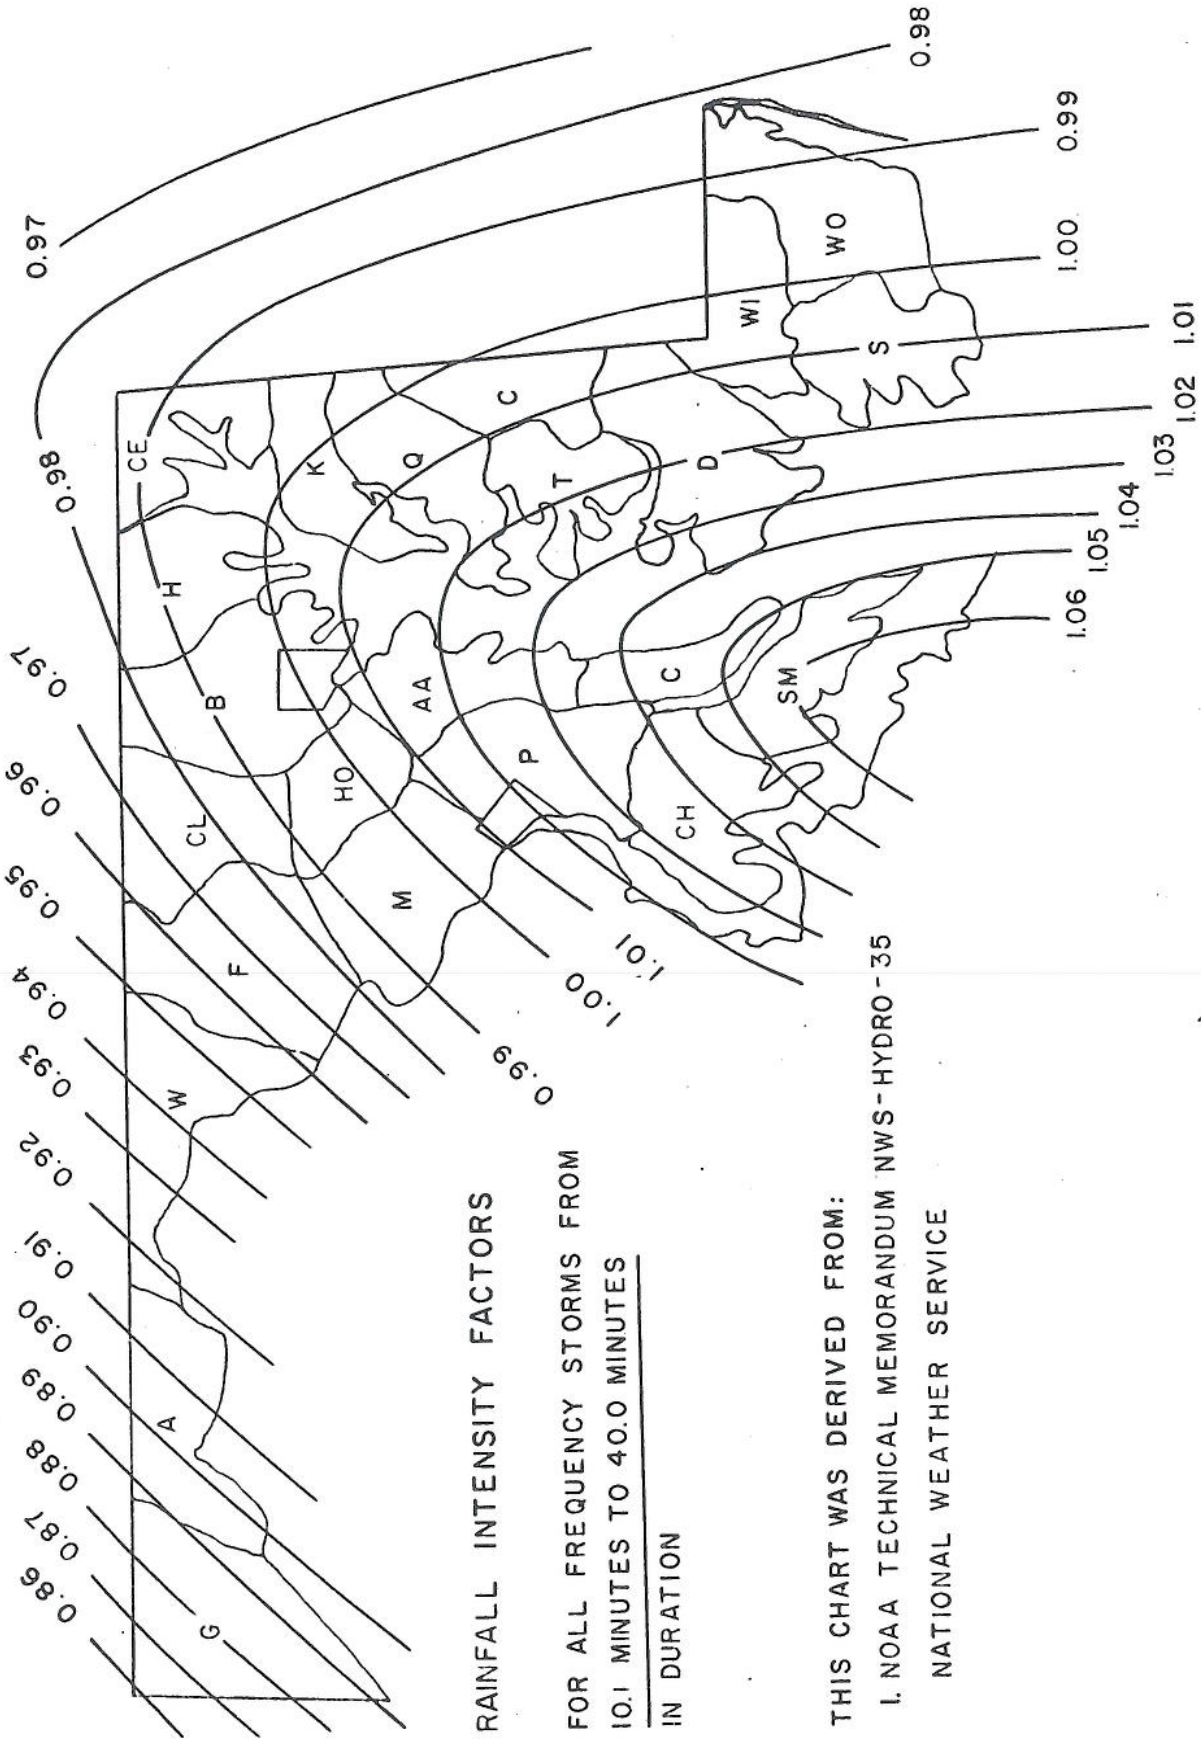 0.86
0.87
0.88
0.89
0.90
0.91
0.92
0.93
0.94
0.95
0.96
0.97
0.98
0.97
0.98
0.99
1.00
1.01
1.02
1.03
1.04
1.05
1.06
0.99
1.00
1.01
G
A
W
F
CL
B
H
CE
M
HO
AA
K
Q
C
P
T
D
WI
WO
S
CH
C
SM
RAINFALL INTENSITY FACTORS
FOR ALL FREQUENCY STORMS FROM
10.1 MINUTES TO 40.0 MINUTES
IN DURATION
THIS CHART WAS DERIVED FROM:
1. NOAA TECHNICAL MEMORANDUM NWS-HYDRO-35
NATIONAL WEATHER SERVICE